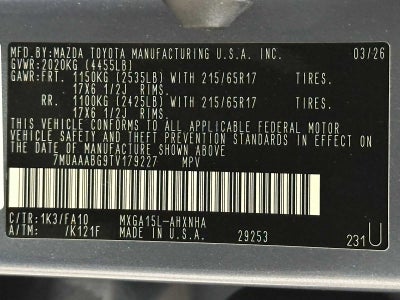 MFD.BY:MAZDA TOYOTA MANUFACTURING U.S.A. INC. 03/26
GVWR:2020KG (4455LB)
GAWR:FRT. 1150KG (2535LB) WITH 215/65R17 TIRES.
17X6 1/2J RIMS.
RR. 1100KG (2425LB) WITH 215/65R17 TIRES.
17X6 1/2J RIMS.
THIS VEHICLE CONFORMS TO ALL APPLICABLE FEDERAL MOTOR
VEHICLE SAFETY AND THEFT PREVENTION STANDARDS IN EFFECT ON
THE DATE OF MANUFACTURE SHOWN ABOVE.
7MUAAABG9TV179227 MPV
C/TR:1K3/FA10 MXGA15L-AHXNHA
A/TM: /K121F MADE IN U.S.A. 29253 231U